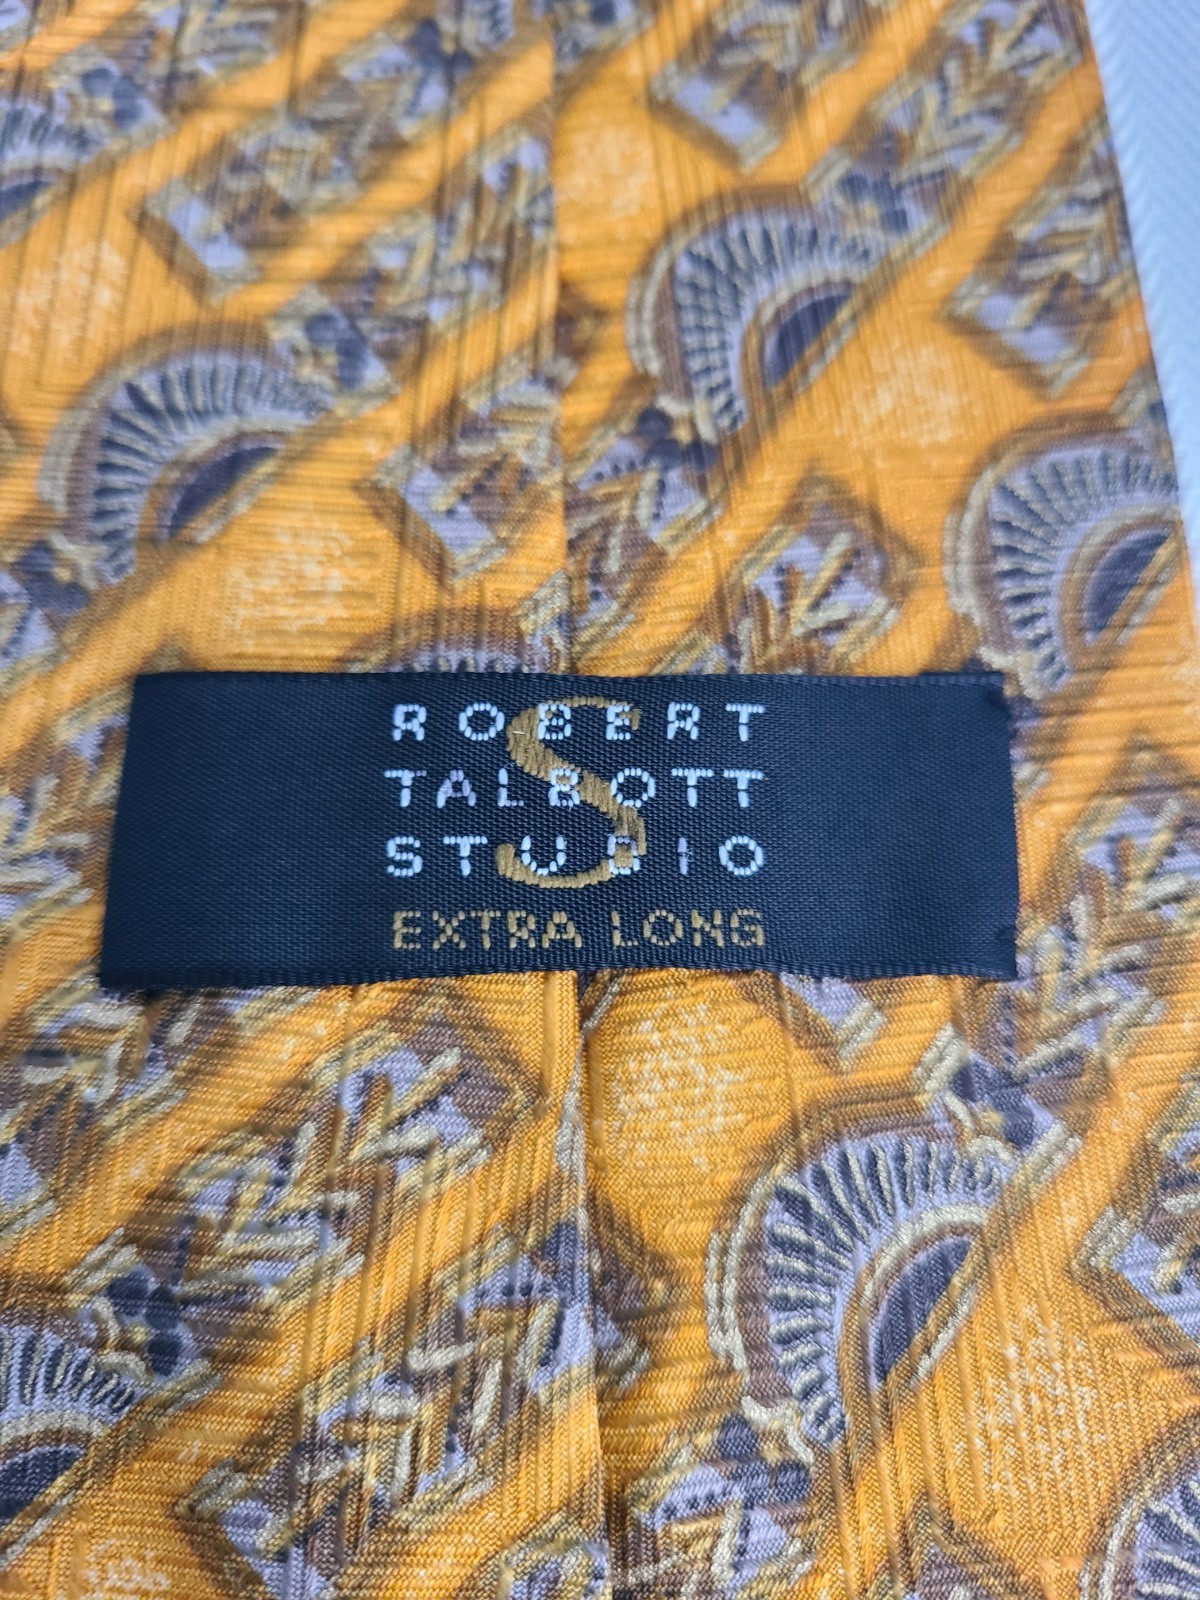 ROBERT
TALBOTT
STUDIO
S
EXTRA LONG